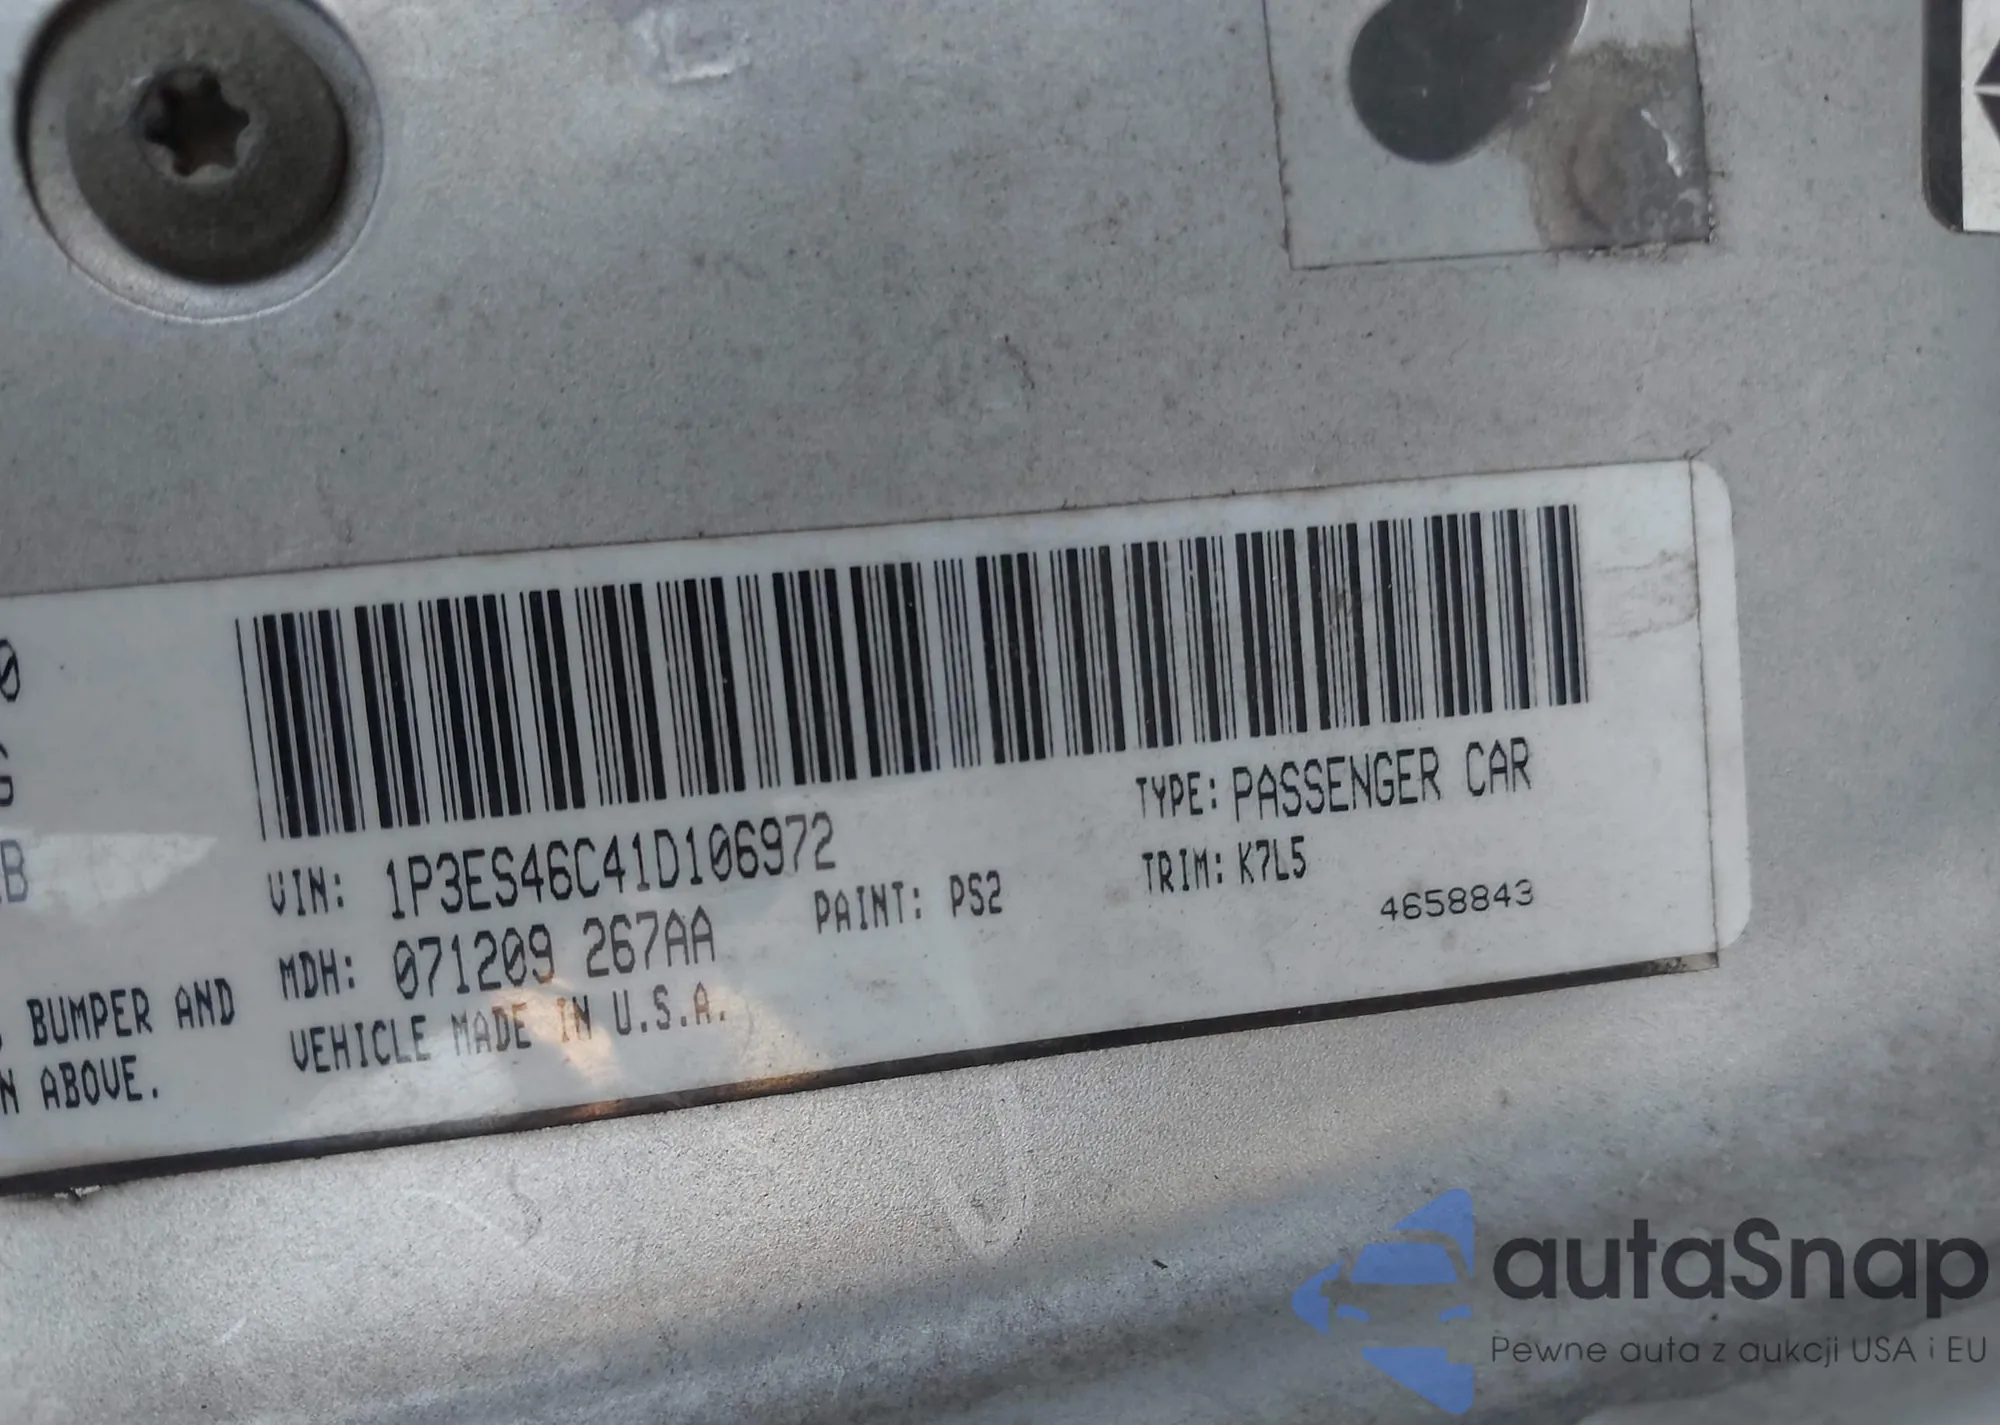 0
G
B
BUMPER AND
N ABOVE.
VIN: 1P3ES46C41D106972
MDH: 071209 267AA
VEHICLE MADE IN U.S.A.
PAINT: PS2
TYPE: PASSENGER CAR
TRIM: K7L5
4658843
autaSnap
Pewne auta z aukcji USA i EU